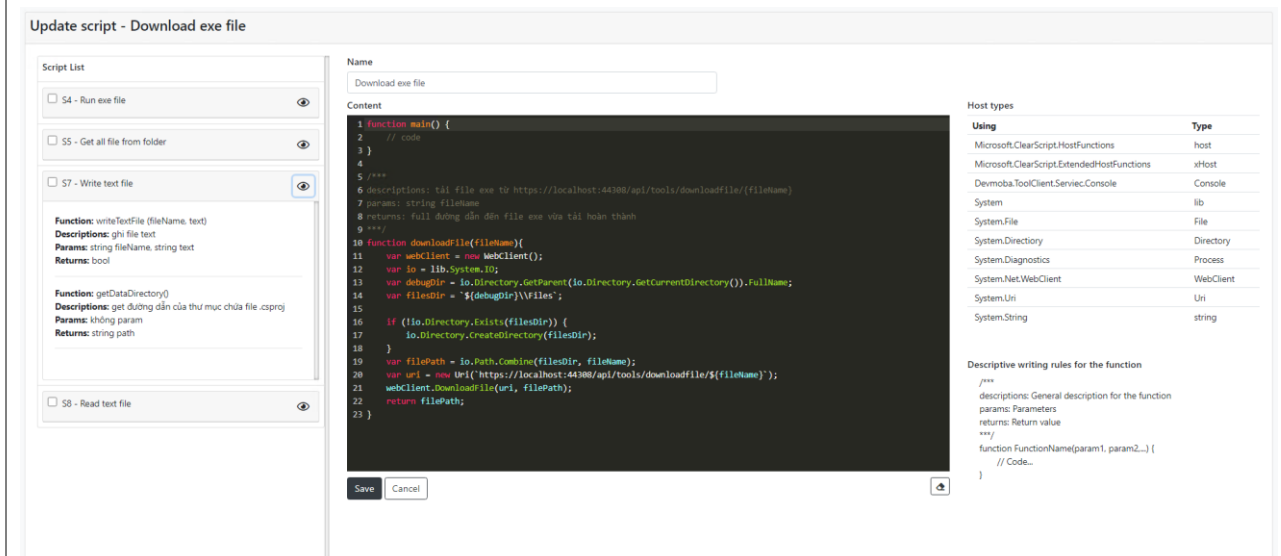 Update script - Download exe file
Script List
S4 - Run exe file
S5 - Get all file from folder
S7 - Write text file
Function: writeTextFile (fileName, text)
Descriptions: ghi file text
Params: string fileName, string text
Returns: bool
Function: getDataDirectory()
Descriptions: get đường dẫn của thư mục chứa file .csproj
Params: không param
Returns: string path
S8 - Read text file
Name
Download exe file
Content
1 function main() {
2     // code
3 }
4
5 /***
6 descriptions: tải file exe từ https://localhost:44308/api/tools/downloadfile/{fileName}
7 params: string fileName
8 returns: full đường dẫn đến file exe vừa tải hoàn thành
9 ***/
10 function downloadFile(fileName){
11     var webClient = new WebClient();
12     var io = lib.System.IO;
13     var debugDir = io.Directory.GetParent(io.Directory.GetCurrentDirectory()).FullName;
14     var filesDir = `${debugDir}\\Files`;
15
16     if (!io.Directory.Exists(filesDir)) {
17         io.Directory.CreateDirectory(filesDir);
18     }
19     var filePath = io.Path.Combine(filesDir, fileName);
20     var uri = new Uri(`https://localhost:44308/api/tools/downloadfile/${fileName}`);
21     webClient.DownloadFile(uri, filePath);
22     return filePath;
23 }
Save Cancel
Host types
Using Type
Microsoft.ClearScript.HostFunctions host
Microsoft.ClearScript.ExtendedHostFunctions xHost
Devmoba.ToolClient.Serviec.Console Console
System lib
System.File File
System.Directiory Directory
System.Diagnostics Process
System.Net.WebClient WebClient
System.Uri Uri
System.String string
Descriptive writing rules for the function
/***
descriptions: General description for the function
params: Parameters
returns: Return value
***/
function FunctionName(param1, param2,...) {
// Code...
}